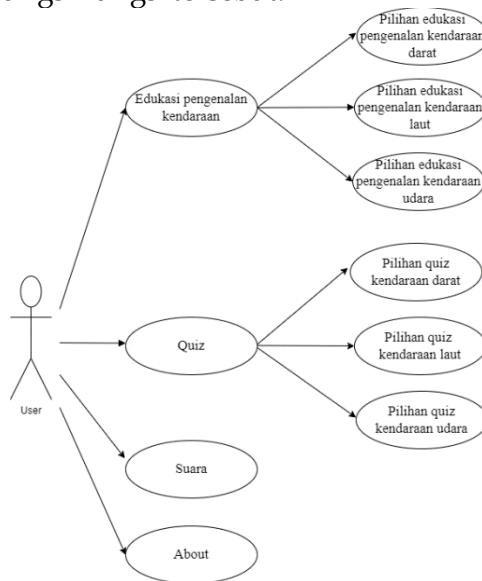 Pilihan edukasi
pengenalan kendaraan
darat
Edukasi pengenalan
kendaraan
Pilihan edukasi
pengenalan kendaraan
laut
Pilihan edukasi
pengenalan kendaraan
udara
Pilihan quiz
kendaraan darat
Quiz
Pilihan quiz
kendaraan laut
Pilihan quiz
kendaraan udara
User
Suara
About